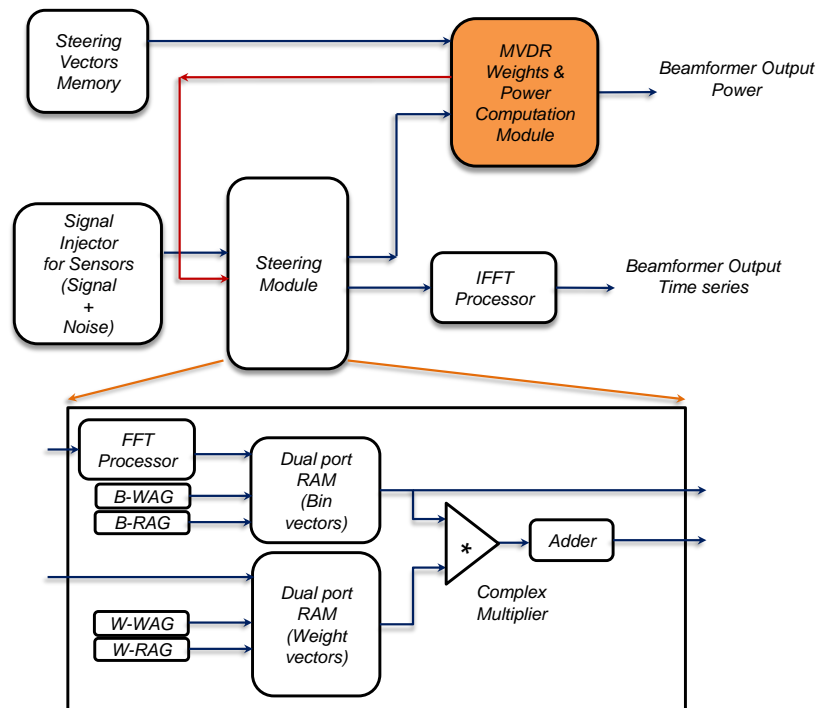 Steering
Vectors
Memory
MVDR
Weights &
Power
Computation
Module
Beamformer Output
Power
Signal
Injector
for Sensors
(Signal
+
Noise)
Steering
Module
IFFT
Processor
Beamformer Output
Time series
FFT
Processor
B-WAG
B-RAG
Dual port
RAM
(Bin
vectors)
*
Adder
Complex
Multiplier
W-WAG
W-RAG
Dual port
RAM
(Weight
vectors)